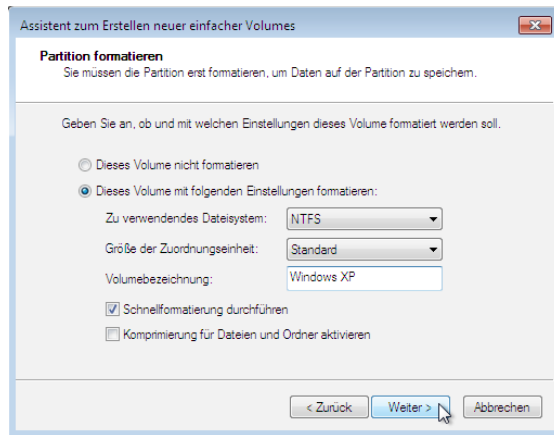 Assistent zum Erstellen neuer einfacher Volumes
Partition formatieren
Sie müssen die Partition erst formatieren, um Daten auf der Partition zu speichern.
Geben Sie an, ob und mit welchen Einstellungen dieses Volume formatiert werden soll.
Dieses Volume nicht formatieren
Dieses Volume mit folgenden Einstellungen formatieren:
Zu verwendendes Dateisystem: NTFS
Größe der Zuordnungseinheit: Standard
Volumebezeichnung: Windows XP
Schnellformatierung durchführen
Komprimierung für Dateien und Ordner aktivieren
< Zurück Weiter > Abbrechen